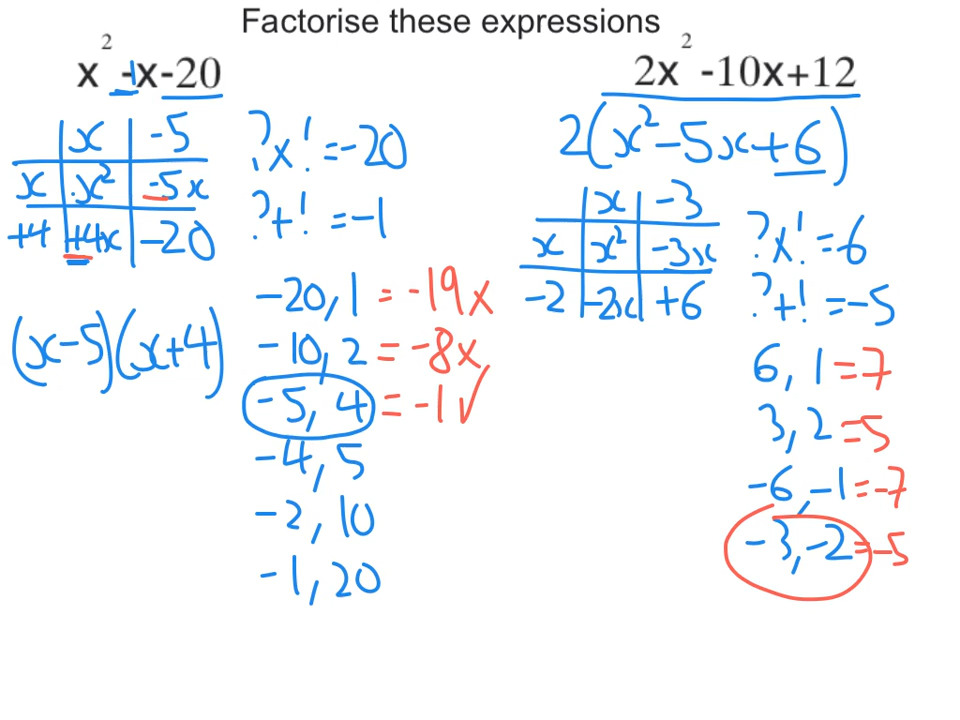 Factorise these expressions
x² -1x-20
x -5
x x² -5x
+4 +4x -20
(x-5)(x+4)
?x! =-20
?+! =-1
-20, 1 = -19x
-10, 2 = -8x
-5, 4 = -1 ✓
-4, 5
-2, 10
-1, 20
2x² -10x+12
2(x²-5x+6)
x -3
x x² -3x
-2 -2x +6
?x! =6
?+! =-5
6, 1 =7
3, 2 =5
-6, -1 =-7
-3, -2 =-5